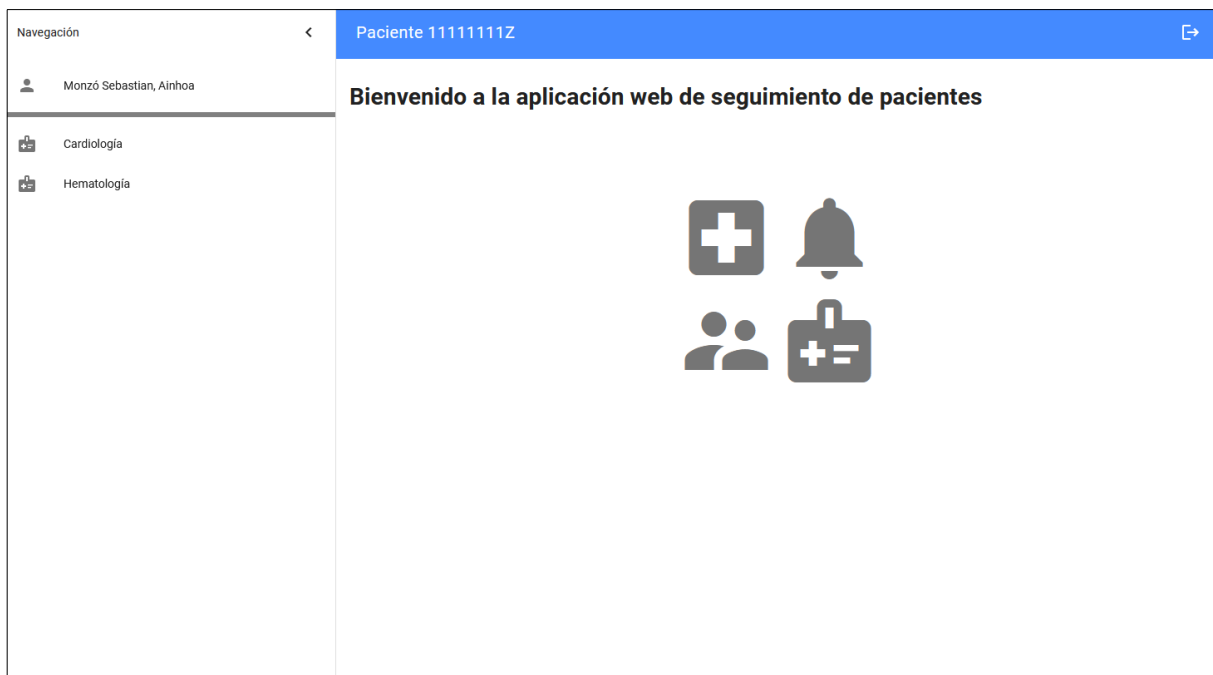 Navegación
Paciente 11111111Z
Monzó Sebastian, Ainhoa
Bienvenido a la aplicación web de seguimiento de pacientes
Cardiología
Hematología